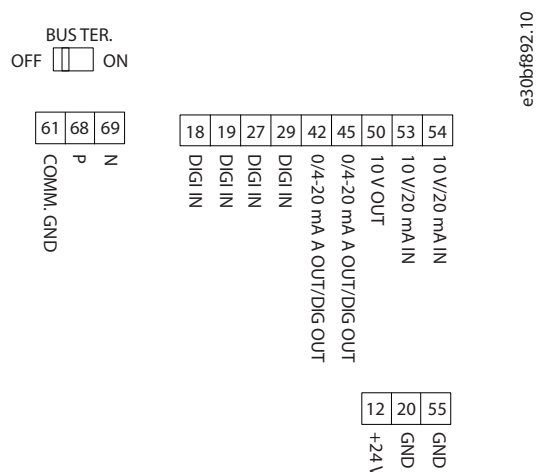 130bf892.10
BUS TER.
OFF ON
61 68 69
COMM. GND
P
N
18 19 27 29 42 45 50 53 54
DIGI IN
DIGI IN
DIGI IN
DIGI IN
0/4-20 mA A OUT/DIG OUT
0/4-20 mA A OUT/DIG OUT
10 V OUT
10 V/20 mA IN
10 V/20 mA IN
12 20 55
+24 V
GND
GND